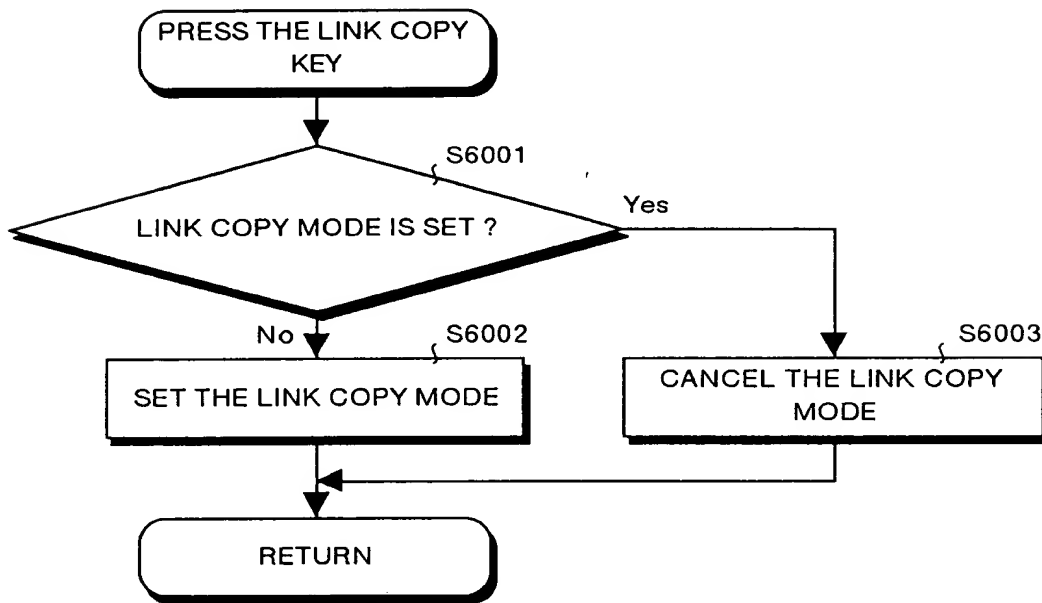 PRESS THE LINK COPY
KEY
S6001
LINK COPY MODE IS SET ?
Yes
No
S6002
SET THE LINK COPY MODE
S6003
CANCEL THE LINK COPY
MODE
RETURN